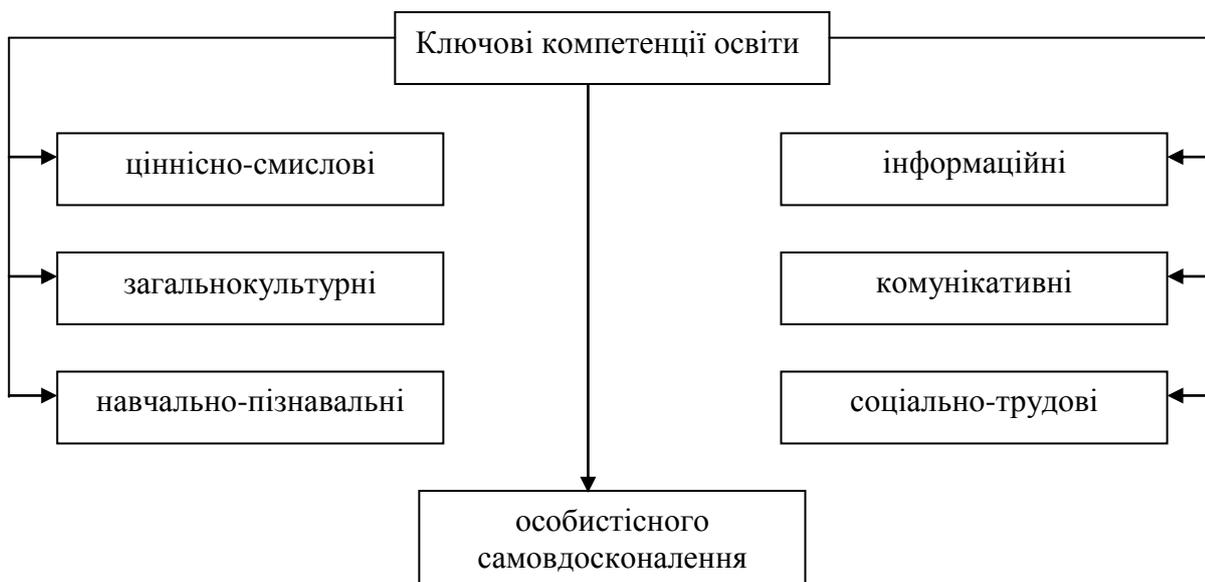 Ключові компетенції освіти
ціннісно-смислові
інформаційні
загальнокультурні
комунікативні
навчально-пізнавальні
соціально-трудові
особистісного
самовдосконалення